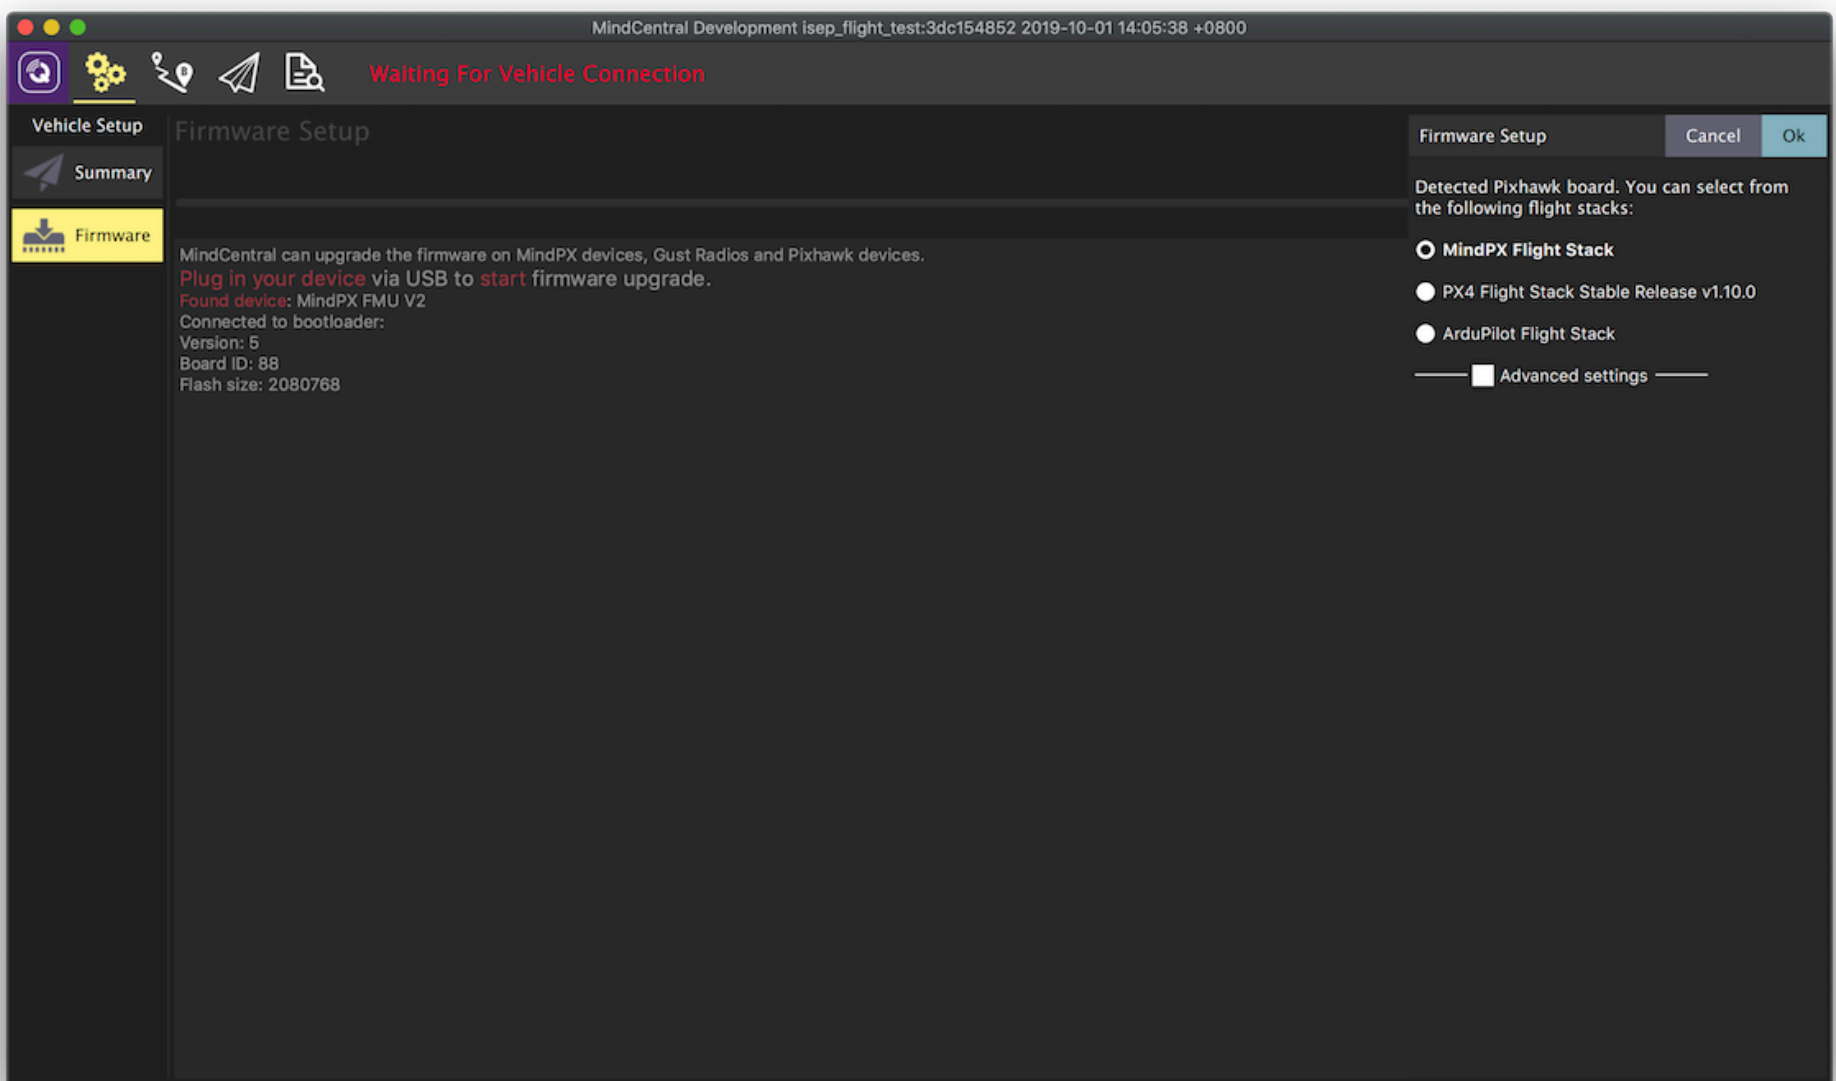 MindCentral Development isep_flight_test:3dc154852 2019-10-01 14:05:38 +0800
Waiting For Vehicle Connection
Vehicle Setup
Summary
Firmware
Firmware Setup
MindCentral can upgrade the firmware on MindPX devices, Gust Radios and Pixhawk devices.
Plug in your device via USB to start firmware upgrade.
Found device: MindPX FMU V2
Connected to bootloader:
Version: 5
Board ID: 88
Flash size: 2080768
Firmware Setup Cancel Ok
Detected Pixhawk board. You can select from
the following flight stacks:
MindPX Flight Stack
PX4 Flight Stack Stable Release v1.10.0
ArduPilot Flight Stack
Advanced settings